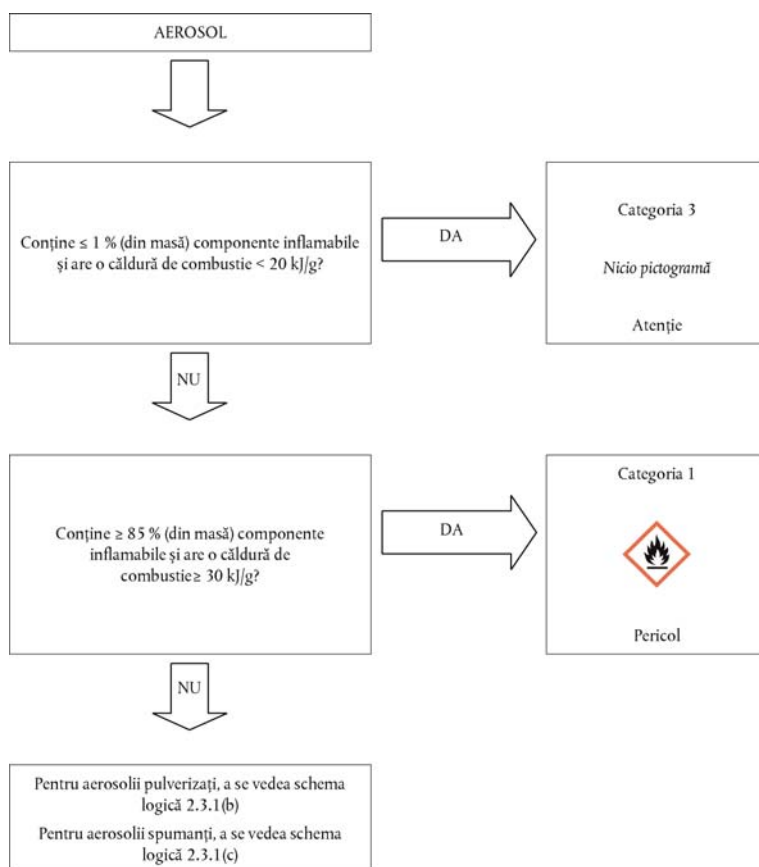 AEROSOL
Conține ≤ 1 % (din masă) componente inflamabile
și are o căldură de combustie < 20 kJ/g?
DA
Categoria 3
Nicio pictogramă
Atenție
NU
Conține ≥ 85 % (din masă) componente
inflamabile și are o căldură de
combustie≥ 30 kJ/g?
DA
Categoria 1
Pericol
NU
Pentru aerosolii pulverizați, a se vedea schema
logică 2.3.1(b)
Pentru aerosolii spumanți, a se vedea schema
logică 2.3.1(c)